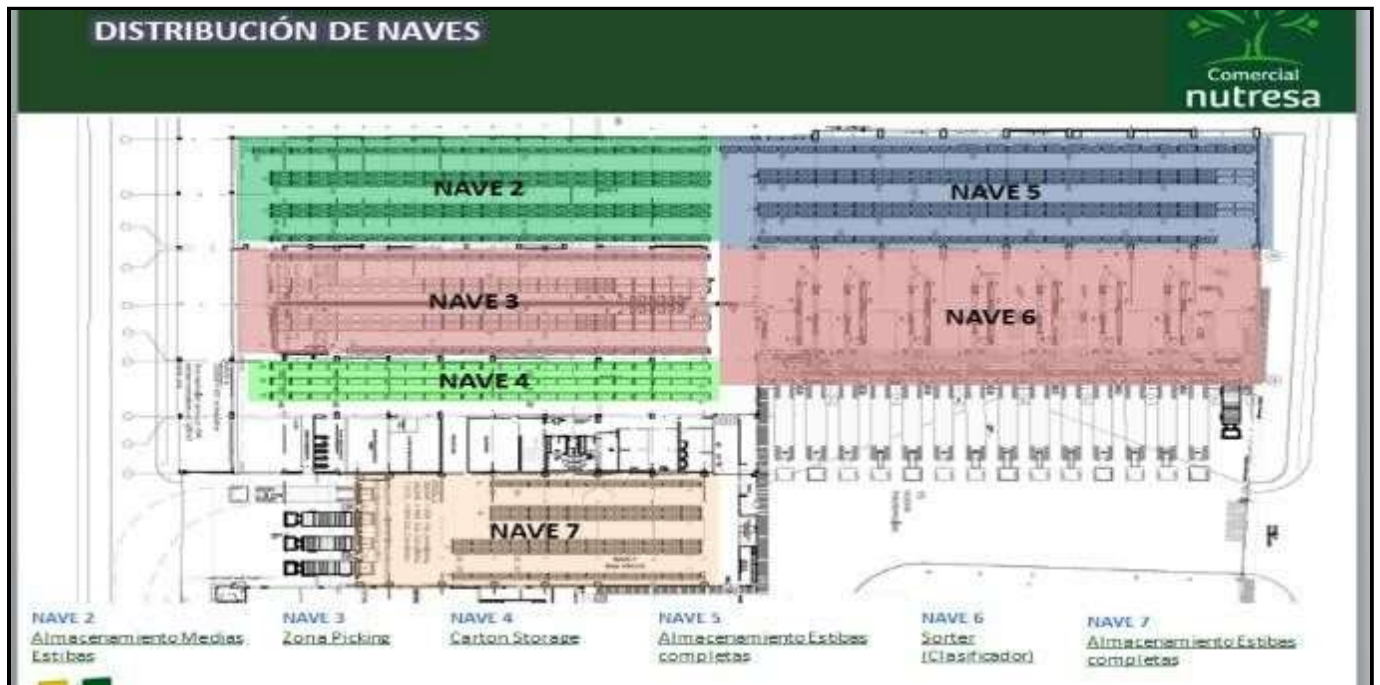 DISTRIBUCIÓN DE NAVES
Comercial
nutresa
NAVE 2
NAVE 5
NAVE 3
NAVE 6
NAVE 4
NAVE 7
NAVE 2
Almacenamiento Medias
Estibas
NAVE 3
Zona Picking
NAVE 4
Carton Storage
NAVE 5
Almacenamiento Estibas
completas
NAVE 6
Sorter
(Clasificador)
NAVE 7
Almacenamiento Estibas
completas